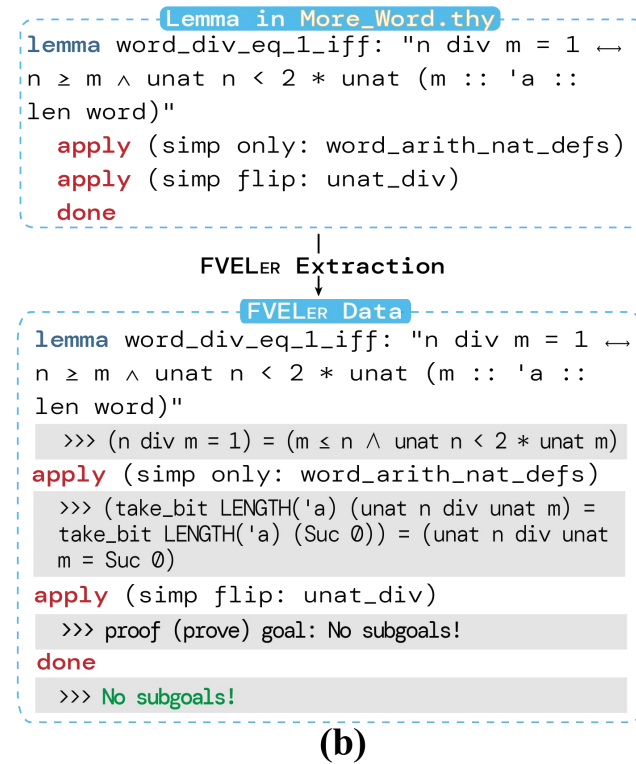 Lemma in More_Word.thy
lemma word_div_eq_1_iff: "n div m = 1 ⟷
n ≥ m ∧ unat n < 2 * unat (m :: 'a ::
len word)"
apply (simp only: word_arith_nat_defs)
apply (simp flip: unat_div)
done
FVELER Extraction
FVELER Data
lemma word_div_eq_1_iff: "n div m = 1 ⟷
n ≥ m ∧ unat n < 2 * unat (m :: 'a ::
len word)"
>>> (n div m = 1) = (m ≤ n ∧ unat n < 2 * unat m)
apply (simp only: word_arith_nat_defs)
>>> (take_bit LENGTH('a) (unat n div unat m) =
take_bit LENGTH('a) (Suc 0)) = (unat n div unat
m = Suc 0)
apply (simp flip: unat_div)
>>> proof (prove) goal: No subgoals!
done
>>> No subgoals!
(b)